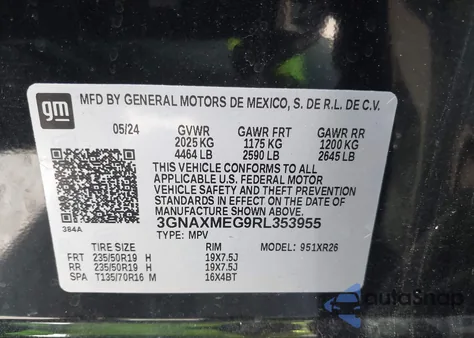 gm
MFD BY GENERAL MOTORS DE MEXICO, S. DE R.L. DE C.V.
05/24 GVWR GAWR FRT GAWR RR
2025 KG 1175 KG 1200 KG
4464 LB 2590 LB 2645 LB
THIS VEHICLE CONFORMS TO ALL
APPLICABLE U.S. FEDERAL MOTOR
VEHICLE SAFETY AND THEFT PREVENTION
STANDARDS IN EFFECT ON THE DATE
OF MANUFACTURE SHOWN ABOVE.
384A 3GNAXMEG9RL353955
TYPE: MPV MODEL: 951XR26
TIRE SIZE RIM
FRT 235/50R19 H 19X7.5J
RR 235/50R19 H 19X7.5J
SPA T135/70R16 M 16X4BT
autoSnap